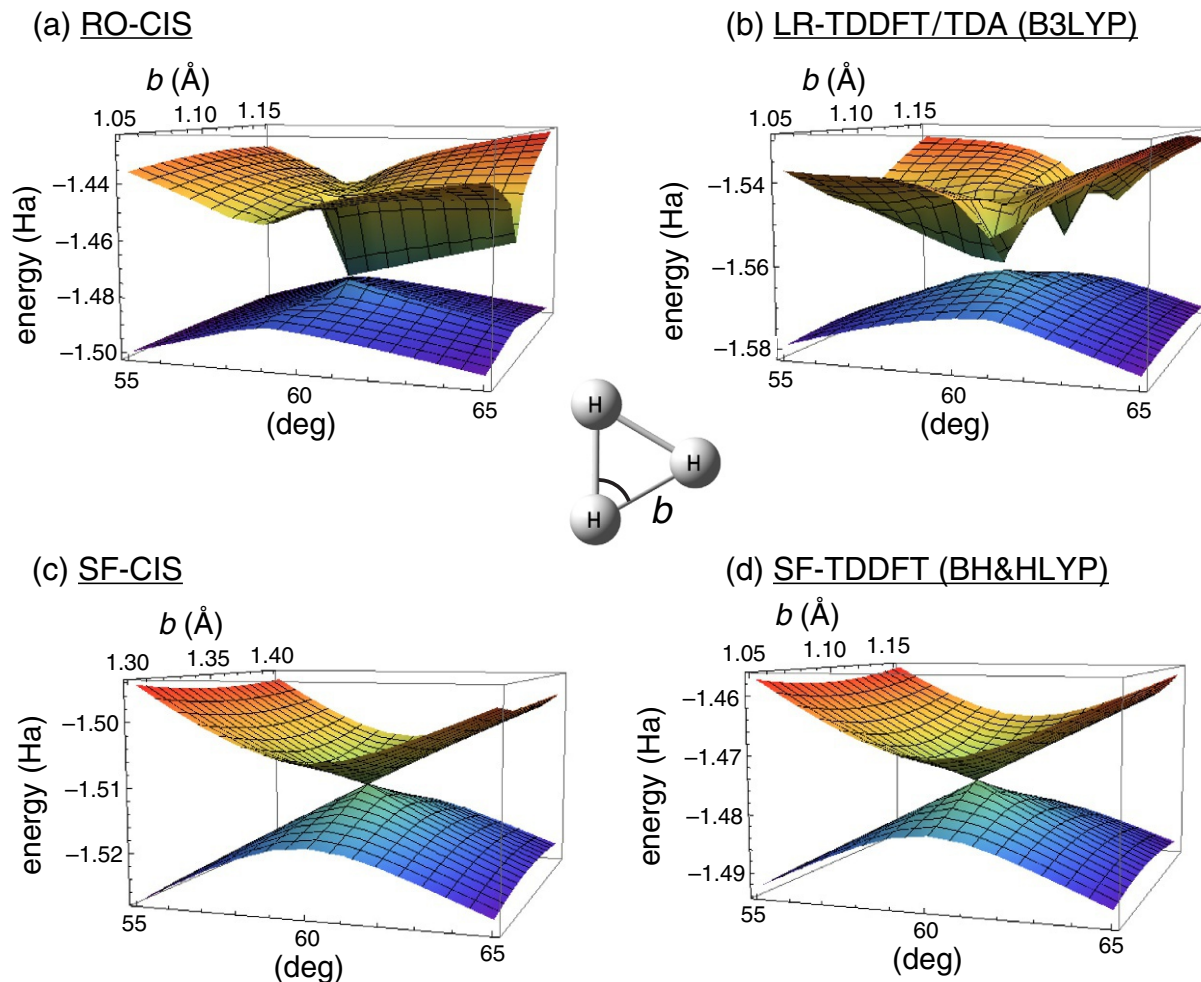 (a) RO-CIS
b (Å)
1.05 1.10 1.15
energy (Ha)
−1.44
−1.46
−1.48
−1.50
55 60 65
(deg)
(b) LR-TDDFT/TDA (B3LYP)
b (Å)
1.05 1.10 1.15
energy (Ha)
−1.54
−1.56
−1.58
55 60 65
(deg)
H
H
H
b
(c) SF-CIS
b (Å)
1.30 1.35 1.40
energy (Ha)
−1.50
−1.51
−1.52
55 60 65
(deg)
(d) SF-TDDFT (BH&HLYP)
b (Å)
1.05 1.10 1.15
energy (Ha)
−1.46
−1.47
−1.48
−1.49
55 60 65
(deg)